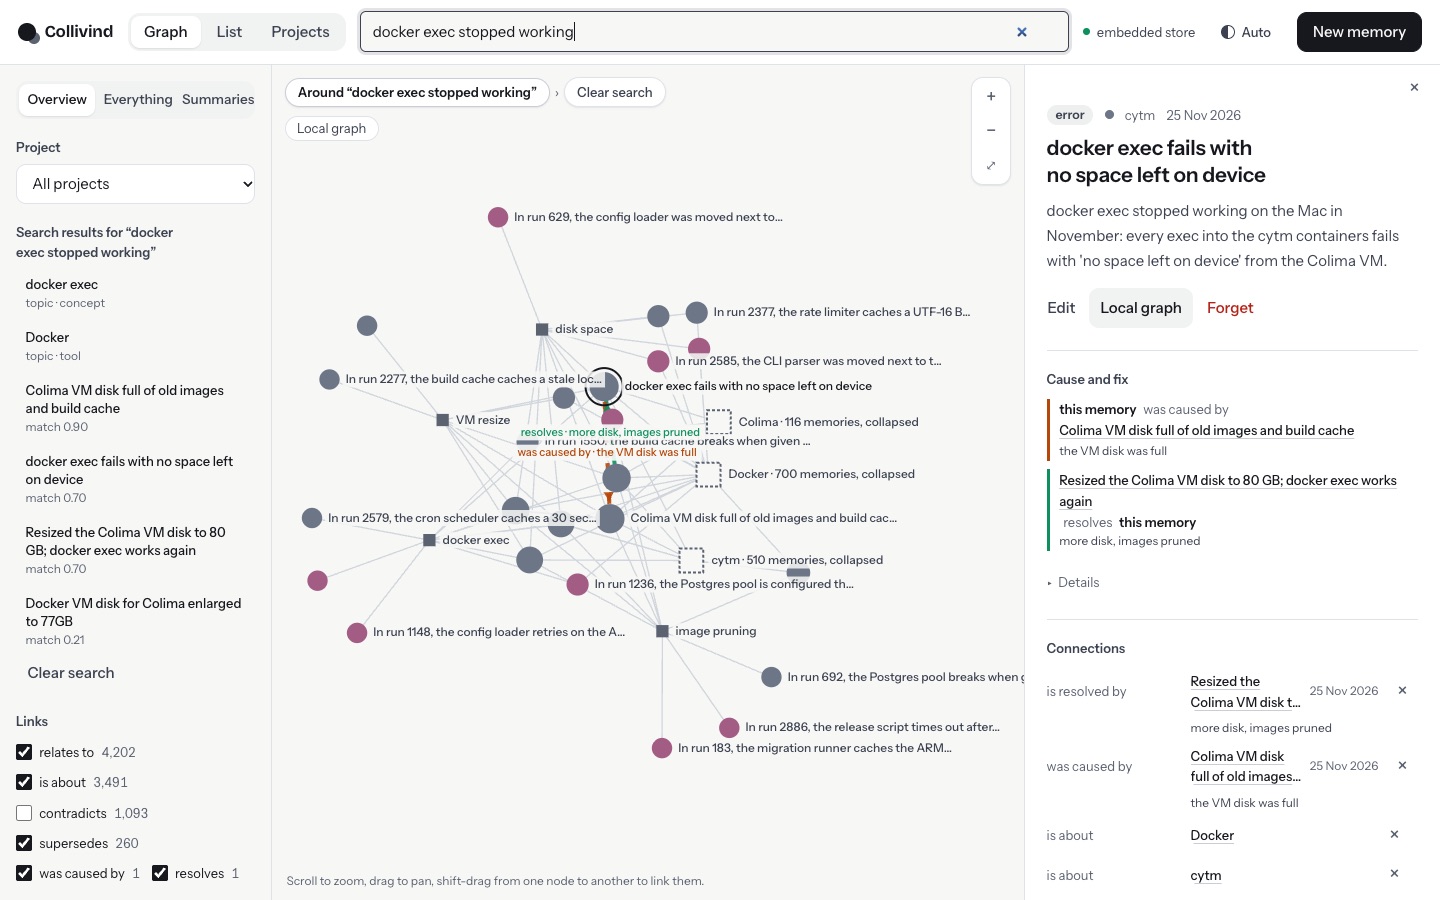 Collivind
Graph
List
Projects
docker exec stopped working
×
embedded store
Auto
New memory
Overview
Everything
Summaries
Project
All projects
Search results for “docker
exec stopped working”
docker exec
topic · concept
Docker
topic · tool
Colima VM disk full of old images
and build cache
match 0.90
docker exec fails with no space left
on device
match 0.70
Resized the Colima VM disk to 80
GB; docker exec works again
match 0.70
Docker VM disk for Colima enlarged
to 77GB
match 0.21
Clear search
Links
relates to 4,202
is about 3,491
contradicts 1,093
supersedes 260
was caused by 1
resolves 1
Around “docker exec stopped working”
›
Clear search
Local graph
+
−
In run 629, the config loader was moved next to...
disk space
In run 2377, the rate limiter caches a UTF-16 B...
In run 2585, the CLI parser was moved next to t...
In run 2277, the build cache caches a stale loc...
docker exec fails with no space left on device
VM resize
Colima · 116 memories, collapsed
resolves · more disk, images pruned
In run 1550, the build cache breaks when given ...
was caused by · the VM disk was full
Docker · 700 memories, collapsed
In run 2579, the cron scheduler caches a 30 sec...
Colima VM disk full of old images and build cac...
docker exec
cytm · 510 memories, collapsed
In run 1236, the Postgres pool is configured th...
In run 1148, the config loader retries on the A...
image pruning
In run 692, the Postgres pool breaks when
In run 2886, the release script times out after...
In run 183, the migration runner caches the ARM...
Scroll to zoom, drag to pan, shift-drag from one node to another to link them.
×
error
cytm
25 Nov 2026
docker exec fails with
no space left on device
docker exec stopped working on the Mac in
November: every exec into the cytm containers fails
with 'no space left on device' from the Colima VM.
Edit
Local graph
Forget
Cause and fix
this memory was caused by
Colima VM disk full of old images and build cache
the VM disk was full
Resized the Colima VM disk to 80 GB; docker exec works
again
resolves this memory
more disk, images pruned
Details
Connections
is resolved by
Resized the
Colima VM disk t...
25 Nov 2026
×
more disk, images pruned
was caused by
Colima VM disk
full of old images...
25 Nov 2026
×
the VM disk was full
is about
Docker
×
is about
cytm
×